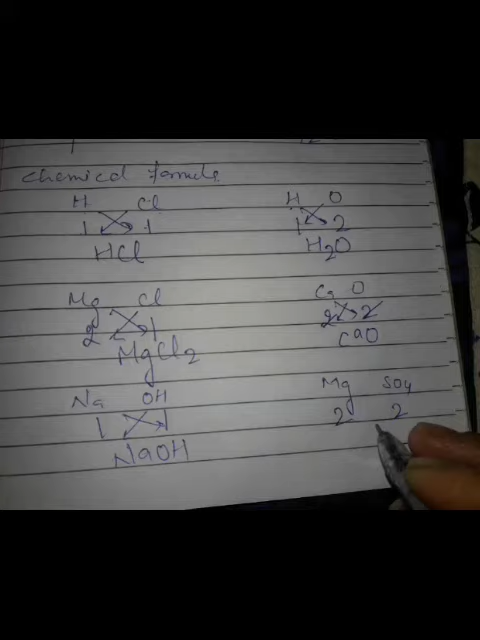 Chemical formula
H Cl H O
1 1 1 2
HCl H2O
Mg Cl Ca O
2 1 2 2
MgCl2 CaO
Na OH Mg SO4
1 1 2 2
NaOH